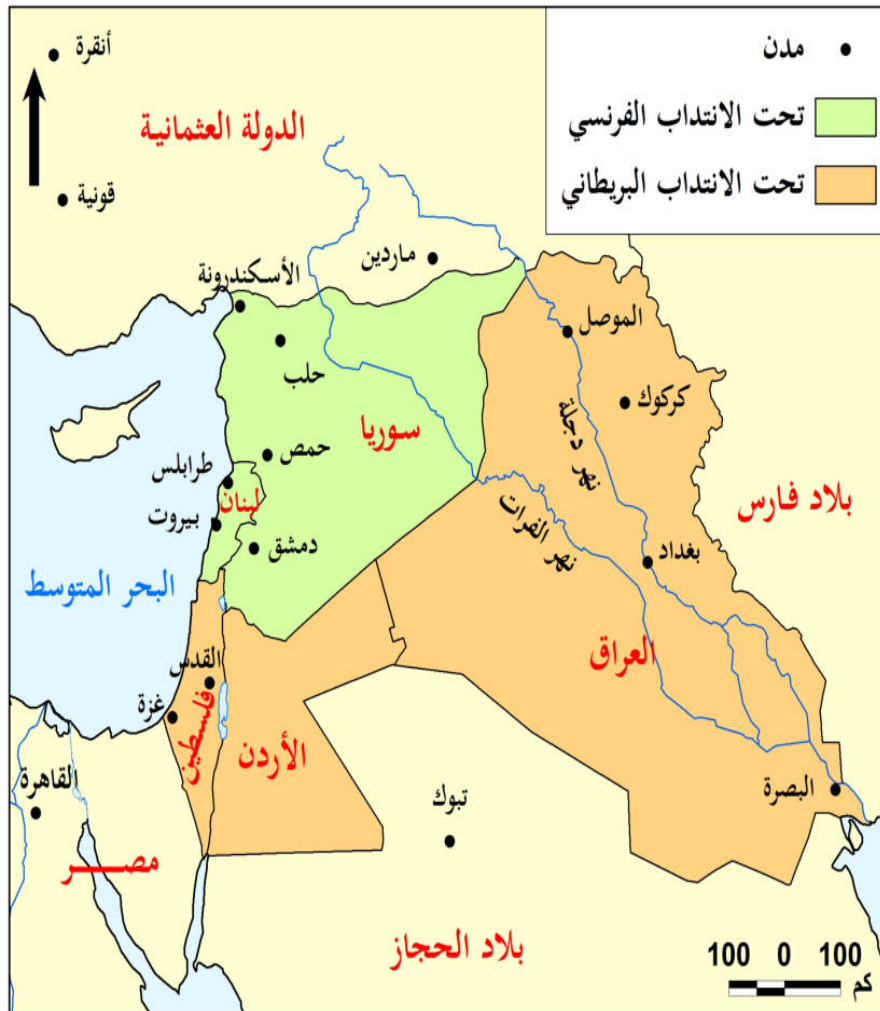 أنقرة
مدن
تحت الانتداب الفرنسي
تحت الانتداب البريطاني
الدولة العثمانية
قونية
ماردين
الأسكندرونة
الموصل
حلب
كركوك
سوريا
حمص
نهر دجلة
طرابلس
لبنان
بلاد فارس
بيروت
نهر الفرات
دمشق
بغداد
البحر المتوسط
العراق
القدس
غزة
فلسطين
الأردن
القاهرة
تبوك
البصرة
مصـــــر
بلاد الحجاز
100 0 100
كم